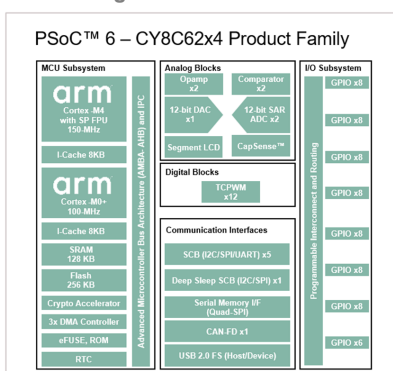 PSoC™ 6 – CY8C62x4 Product Family
MCU Subsystem
arm
Cortex -M4
with SP FPU
150-MHz
I-Cache 8KB
arm
Cortex -M0+
100-MHz
I-Cache 8KB
SRAM
128 KB
Flash
256 KB
Crypto Accelerator
3x DMA Controller
eFUSE, ROM
RTC
Advanced Microcontroller Bus Architecture (AMBA- AHB) and IPC
Analog Blocks
Opamp
x2
Comparator
x2
12-bit DAC
x1
12-bit SAR
ADC x2
Segment LCD
CapSense™
Digital Blocks
TCPWM
x12
Communication Interfaces
SCB (I2C/SPI/UART) x5
Deep Sleep SCB (I2C/SPI) x1
Serial Memory I/F
(Quad-SPI)
CAN-FD x1
USB 2.0 FS (Host/Device)
I/O Subsystem
Programmable Interconnect and Routing
GPIO x8
GPIO x8
GPIO x8
GPIO x8
GPIO x8
GPIO x8
GPIO x8
GPIO x6